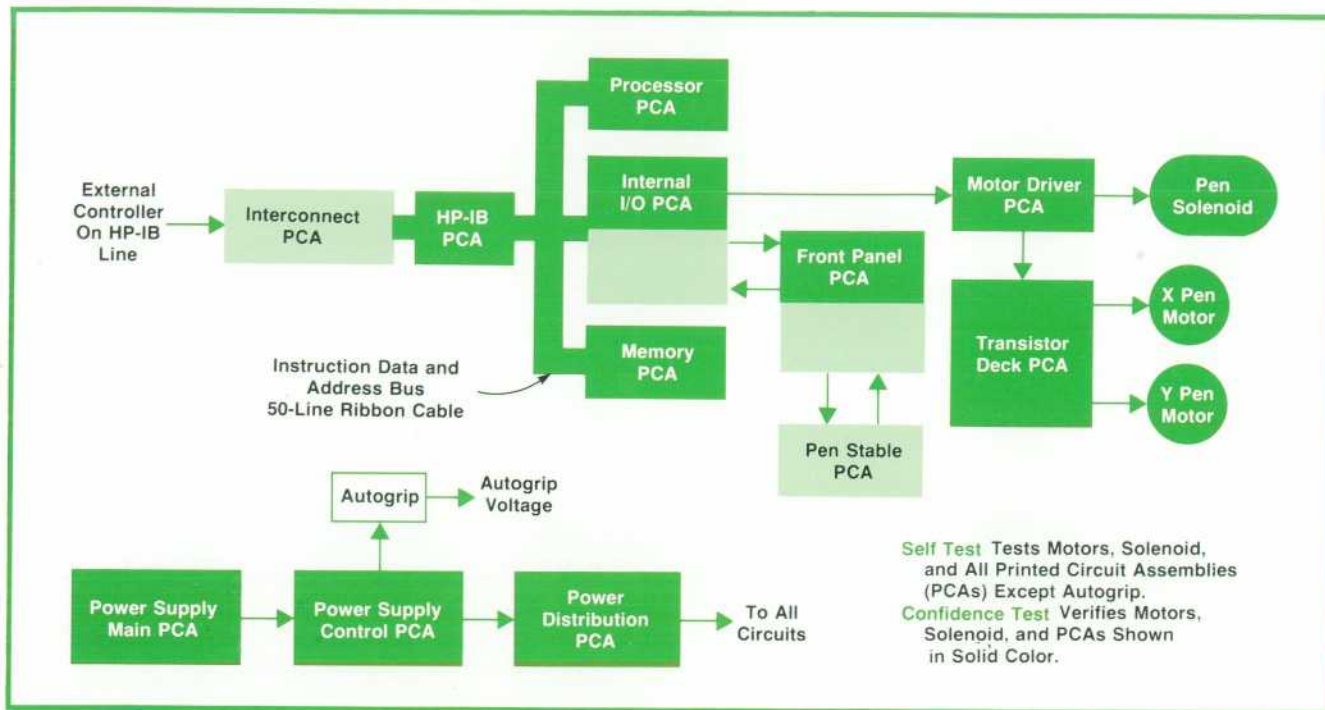 Processor
PCA
External
Controller
On HP-IB
Line
Interconnect
PCA
HP-IB
PCA
Internal
I/O PCA
Motor Driver
PCA
Pen
Solenoid
Front Panel
PCA
X Pen
Motor
Transistor
Deck PCA
Y Pen
Motor
Memory
PCA
Instruction Data and
Address Bus
50-Line Ribbon Cable
Pen Stable
PCA
Autogrip
Autogrip
Voltage
Power Supply
Main PCA
Power Supply
Control PCA
Power
Distribution
PCA
To All
Circuits
Self Test Tests Motors, Solenoid,
and All Printed Circuit Assemblies
(PCAs) Except Autogrip.
Confidence Test Verifies Motors,
Solenoid, and PCAs Shown
in Solid Color.